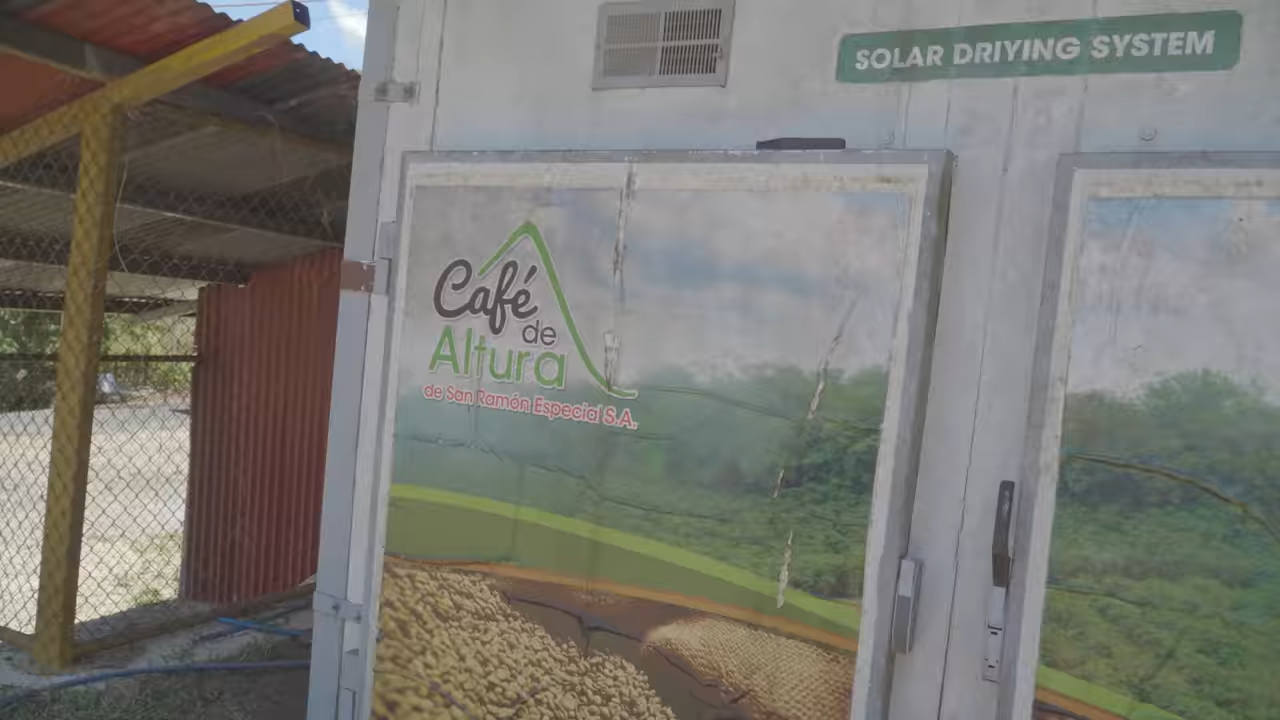 SOLAR DRIYING SYSTEM
Café
de
Altura
de San Ramón Especial S.A.